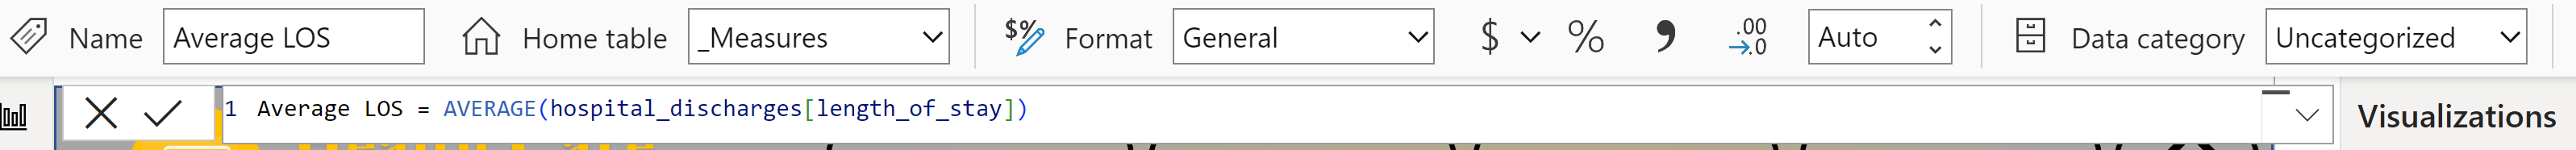 Name Average LOS Home table _Measures Format General $ % , .00 .0 Auto Data category Uncategorized
1 Average LOS = AVERAGE(hospital_discharges[length_of_stay])
Visualizations